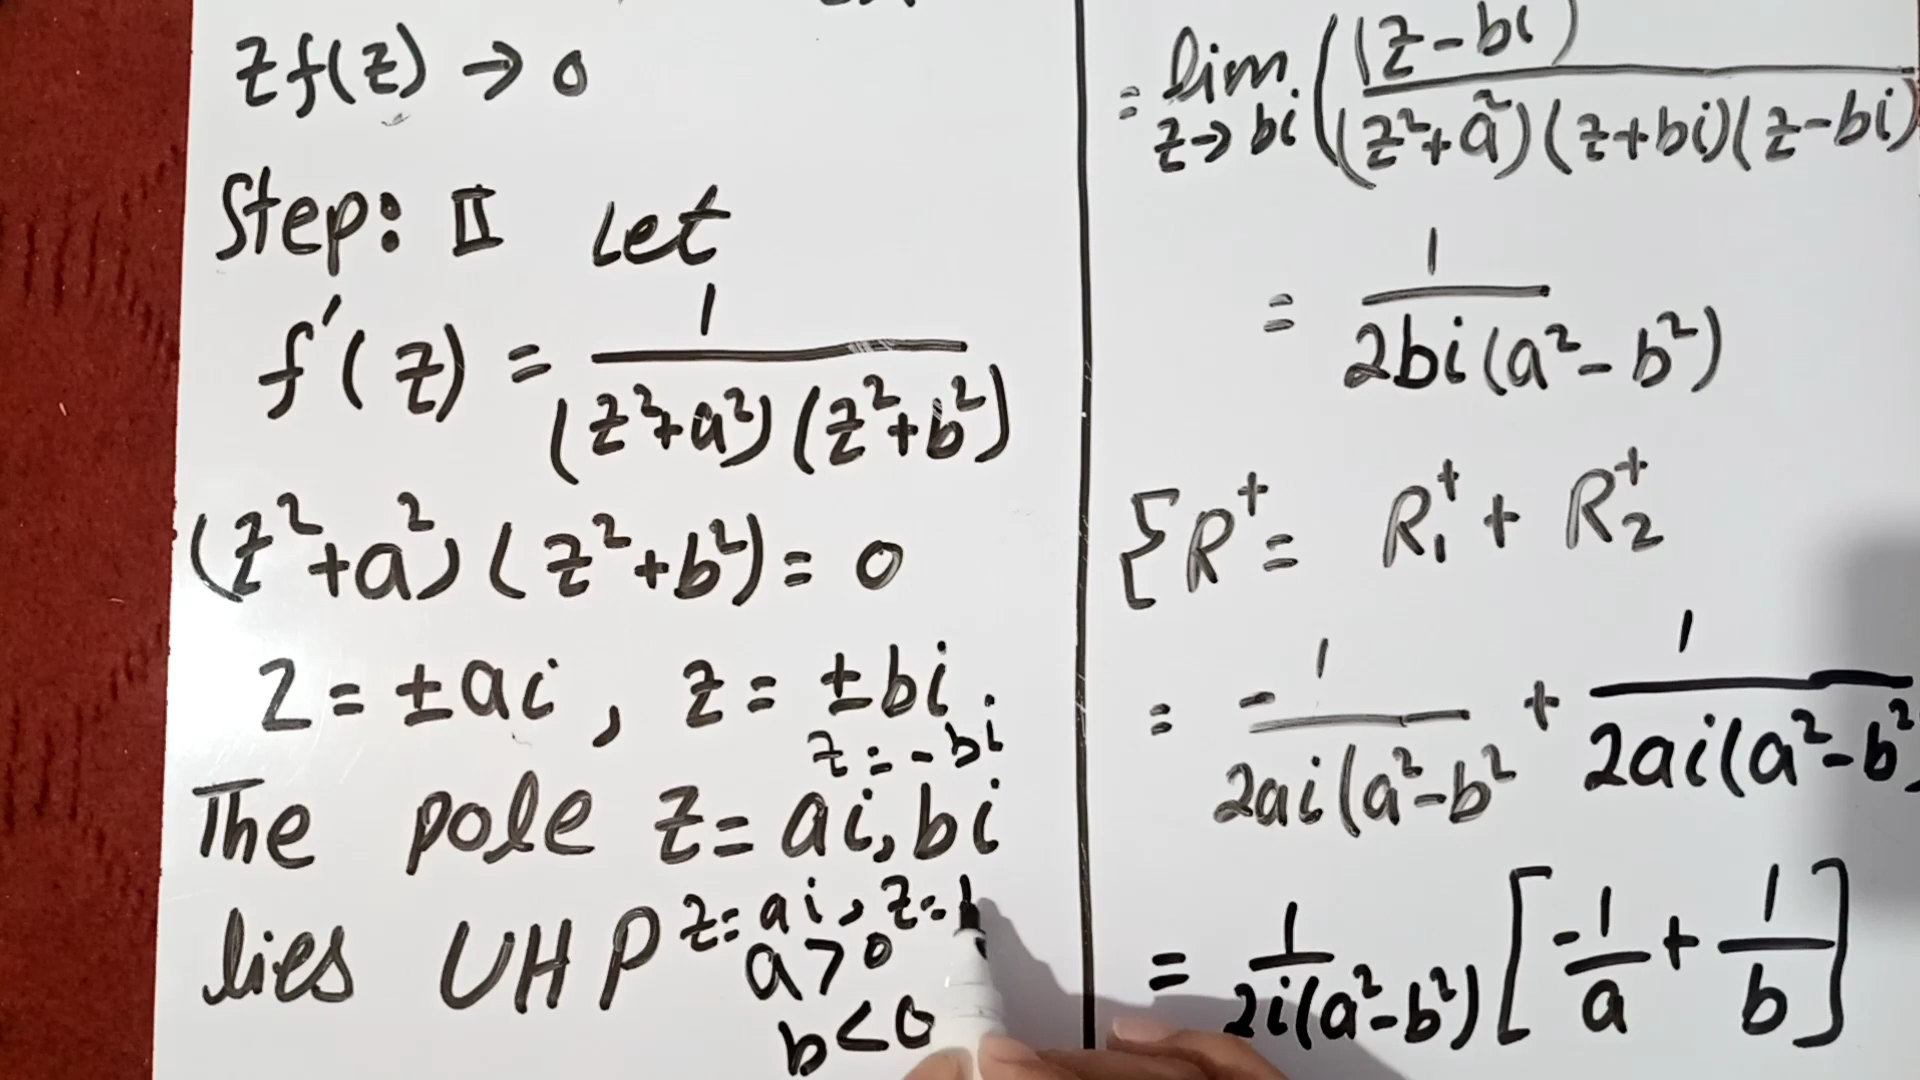 zf(z) → 0
Step: II Let
f'(z) = 1 / (z²+a²)(z²+b²)
(z²+a²)(z²+b²) = 0
z = ±ai, z = ±bi
z = -bi
The pole z = ai, bi
lies UHP z = ai, z =
a > 0
b < 0
= lim z→bi ((z-bi) / (z²+a²)(z+bi)(z-bi)
= 1 / 2bi(a²-b²)
ΣR⁺ = R₁⁺ + R₂⁺
= -1 / 2ai(a²-b² + 1 / 2ai(a²-b²)
= 1 / 2i(a²-b²) [-1/a + 1/b]